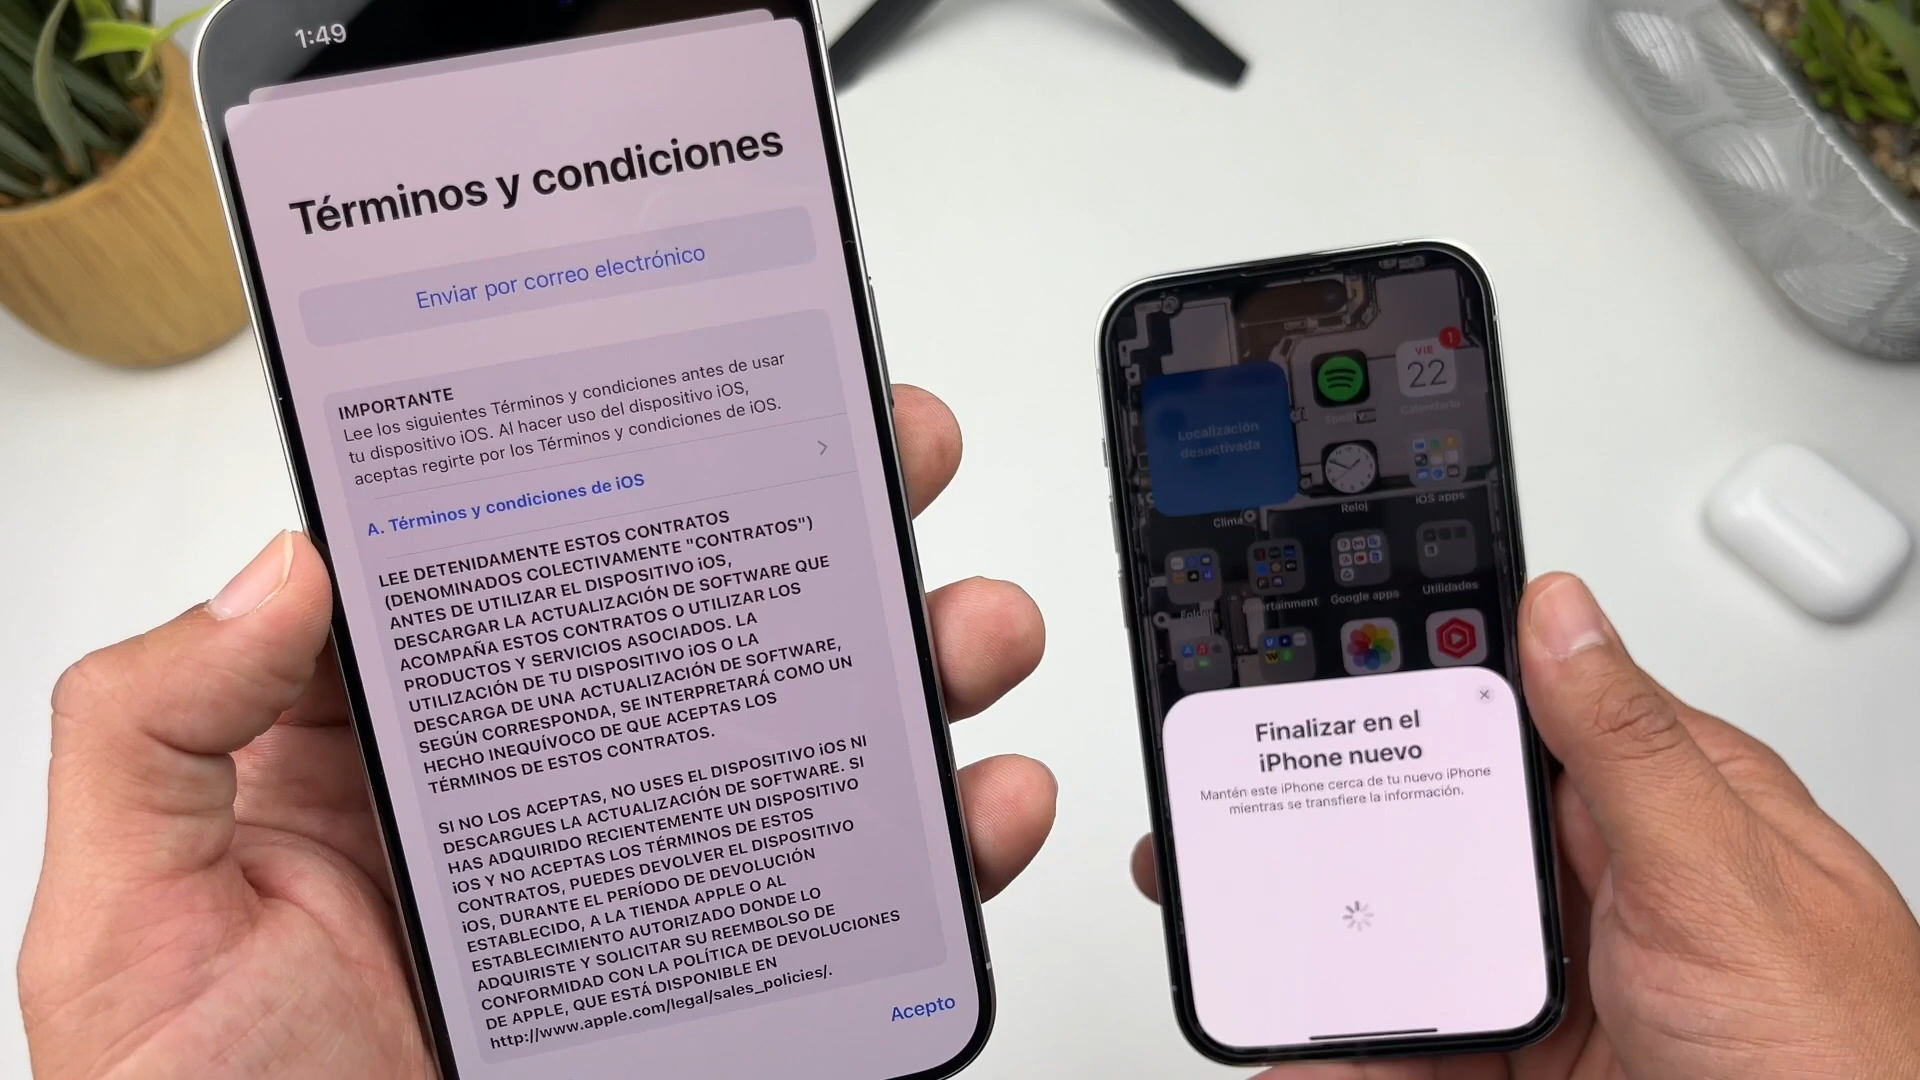 1:49
Términos y condiciones
Enviar por correo electrónico
IMPORTANTE
Lee los siguientes Términos y condiciones antes de usar
tu dispositivo iOS. Al hacer uso del dispositivo iOS,
aceptas regirte por los Términos y condiciones de iOS.
A. Términos y condiciones de iOS
LEE DETENIDAMENTE ESTOS CONTRATOS
(DENOMINADOS COLECTIVAMENTE "CONTRATOS")
ANTES DE UTILIZAR EL DISPOSITIVO iOS,
DESCARGAR LA ACTUALIZACIÓN DE SOFTWARE QUE
ACOMPAÑA ESTOS CONTRATOS O UTILIZAR LOS
PRODUCTOS Y SERVICIOS ASOCIADOS. LA
UTILIZACIÓN DE TU DISPOSITIVO iOS O LA
DESCARGA DE UNA ACTUALIZACIÓN DE SOFTWARE,
SEGÚN CORRESPONDA, SE INTERPRETARÁ COMO UN
HECHO INEQUÍVOCO DE QUE ACEPTAS LOS
TÉRMINOS DE ESTOS CONTRATOS.
SI NO LOS ACEPTAS, NO USES EL DISPOSITIVO iOS NI
DESCARGUES LA ACTUALIZACIÓN DE SOFTWARE. SI
HAS ADQUIRIDO RECIENTEMENTE UN DISPOSITIVO
iOS Y NO ACEPTAS LOS TÉRMINOS DE ESTOS
CONTRATOS, PUEDES DEVOLVER EL DISPOSITIVO
iOS, DURANTE EL PERÍODO DE DEVOLUCIÓN
ESTABLECIDO, A LA TIENDA APPLE O AL
ESTABLECIMIENTO AUTORIZADO DONDE LO
ADQUIRISTE Y SOLICITAR SU REEMBOLSO DE
CONFORMIDAD CON LA POLÍTICA DE DEVOLUCIONES
DE APPLE, QUE ESTÁ DISPONIBLE EN
http://www.apple.com/legal/sales_policies/.
Acepto
Localización
desactivada
Clima
Spotify
VIE
22
1
Calendario
Reloj
iOS apps
Folder
Entertainment
Google apps
Utilidades
Finalizar en el
iPhone nuevo
Mantén este iPhone cerca de tu nuevo iPhone
mientras se transfiere la información.